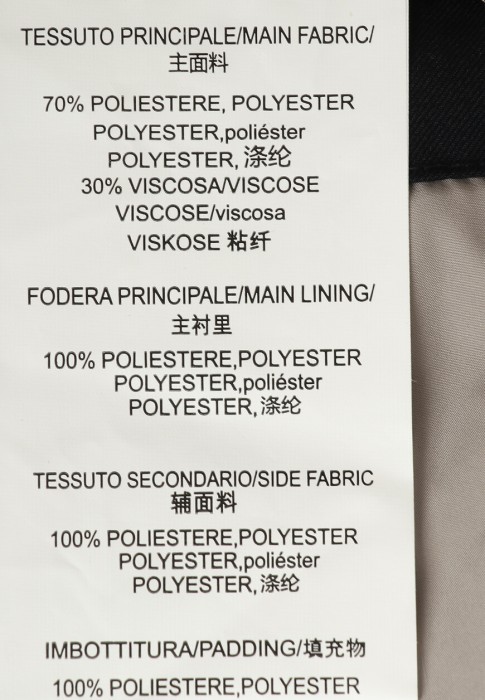 TESSUTO PRINCIPALE/MAIN FABRIC/
主面料
70% POLIESTERE, POLYESTER
POLYESTER,poliéster
POLYESTER, 涤纶
30% VISCOSA/VISCOSE
VISCOSE/viscosa
VISKOSE 粘纤
FODERA PRINCIPALE/MAIN LINING/
主衬里
100% POLIESTERE,POLYESTER
POLYESTER,poliéster
POLYESTER,涤纶
TESSUTO SECONDARIO/SIDE FABRIC
辅面料
100% POLIESTERE,POLYESTER
POLYESTER,poliéster
POLYESTER,涤纶
IMBOTTITURA/PADDING/填充物
100% POLIESTERE,POLYESTER